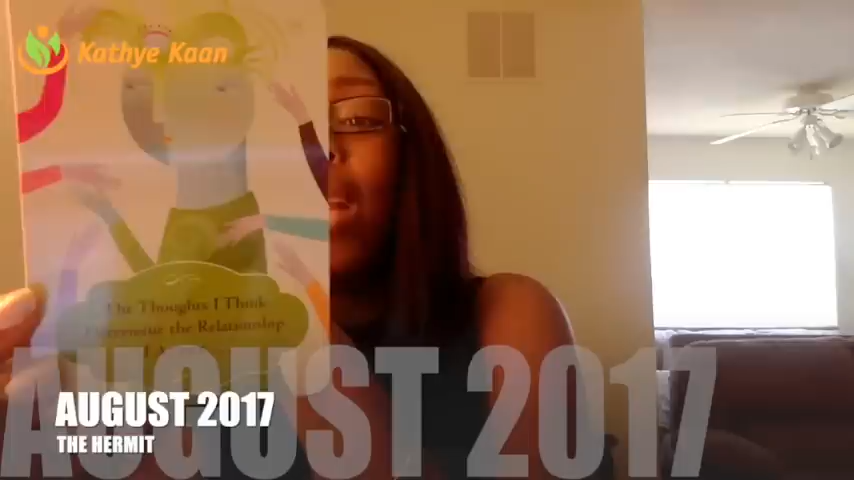 Kathye Kaan
The Thoughts I Think
Determine the Relationship
AUGUST 2017
AUGUST 2017
THE HERMIT